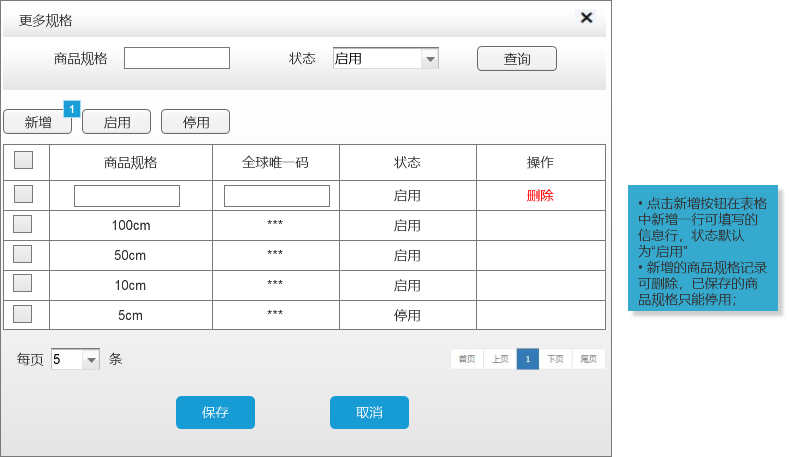 更多规格
商品规格 状态 启用 查询
1
新增 启用 停用
商品规格 全球唯一码 状态 操作
启用 删除
100cm *** 启用
50cm *** 启用
10cm *** 启用
5cm *** 停用
每页 5 条 首页 上页 1 下页 尾页
保存 取消
• 点击新增按钮在表格
中新增一行可填写的
信息行，状态默认
为“启用”
• 新增的商品规格记录
可删除，已保存的商
品规格只能停用；